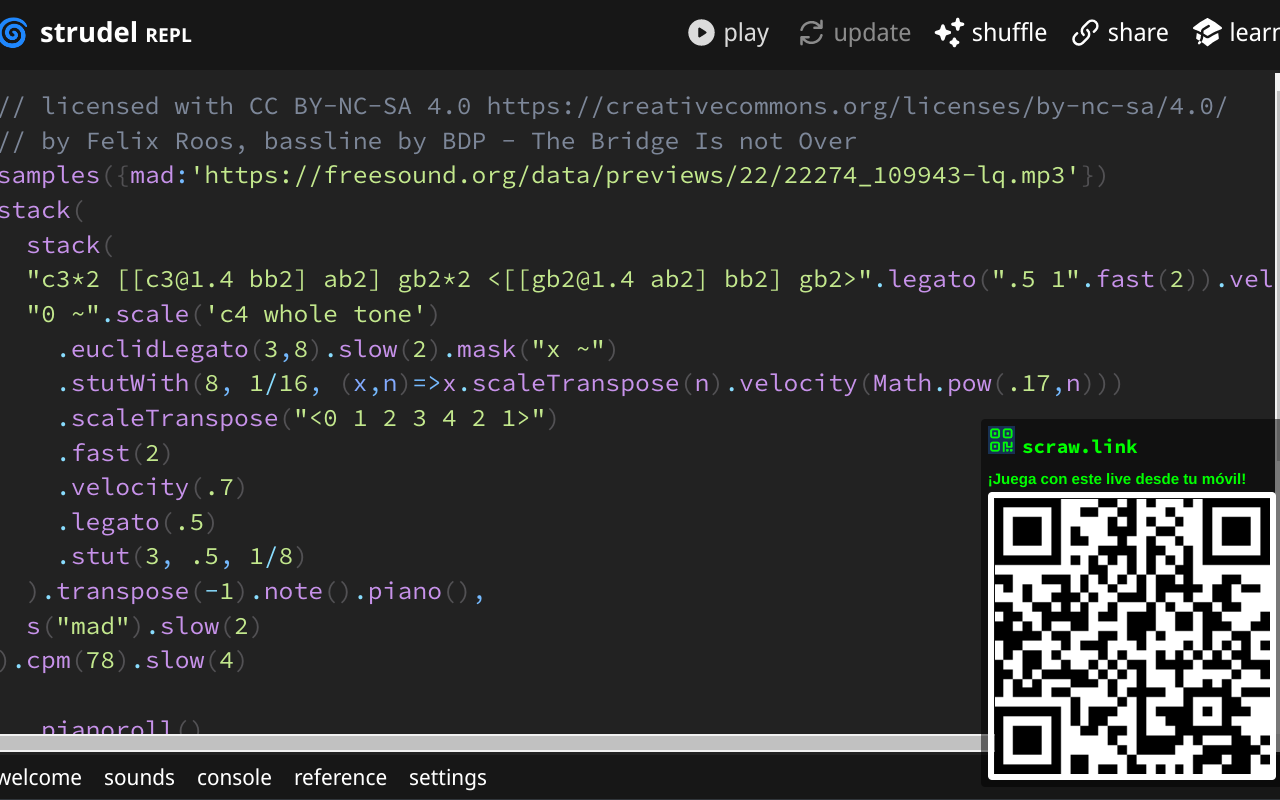 strudel REPL
play
update
shuffle
share
// licensed with CC BY-NC-SA 4.0 https://creativecommons.org/licenses/by-nc-sa/4.0/
// by Felix Roos, bassline by BDP - The Bridge Is not Over
samples({mad:'https://freesound.org/data/previews/22/22274_109943-lq.mp3'})
stack(
stack(
"c3*2 [[c3@1.4 bb2] ab2] gb2*2 <[[gb2@1.4 ab2] bb2] gb2>".legato(".5 1".fast(2)).vel
"0 ~".scale('c4 whole tone')
.euclidLegato(3,8).slow(2).mask("x ~")
.stutWith(8, 1/16, (x,n)=>x.scaleTranspose(n).velocity(Math.pow(.17,n)))
.scaleTranspose("<0 1 2 3 4 2 1>")
.fast(2)
.velocity(.7)
.legato(.5)
.stut(3, .5, 1/8)
).transpose(-1).note().piano(),
s("mad").slow(2)
).cpm(78).slow(4)
pianoroll()
scraw.link
¡Juega con este live desde tu móvil!
welcome
sounds
console
reference
settings